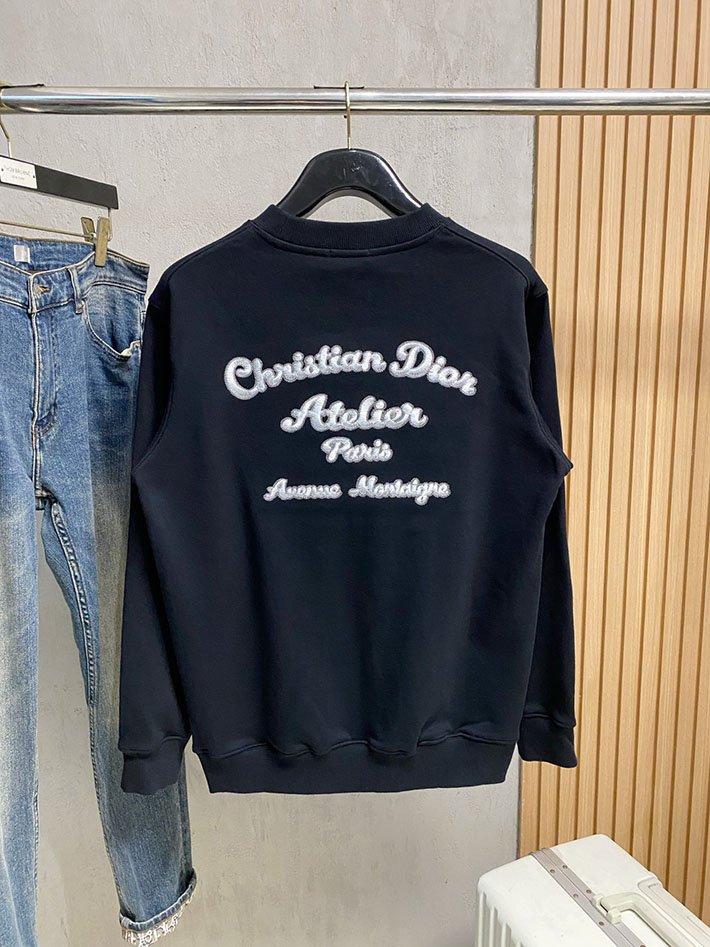 Christian Dior
Atelier
Paris
Avenue Montaigne